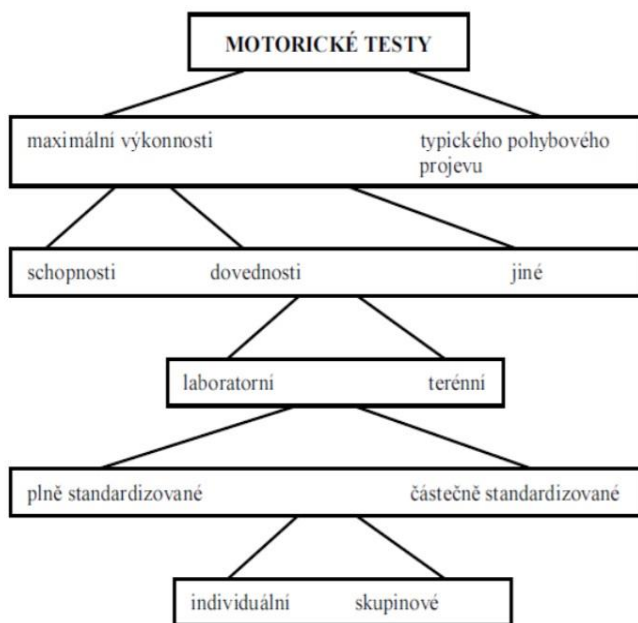 MOTORICKÉ TESTY
maximální výkonnosti typického pohybového
projevu
schopnosti dovednosti jiné
laboratorní terénní
plně standardizované částečně standardizované
individuální skupinové